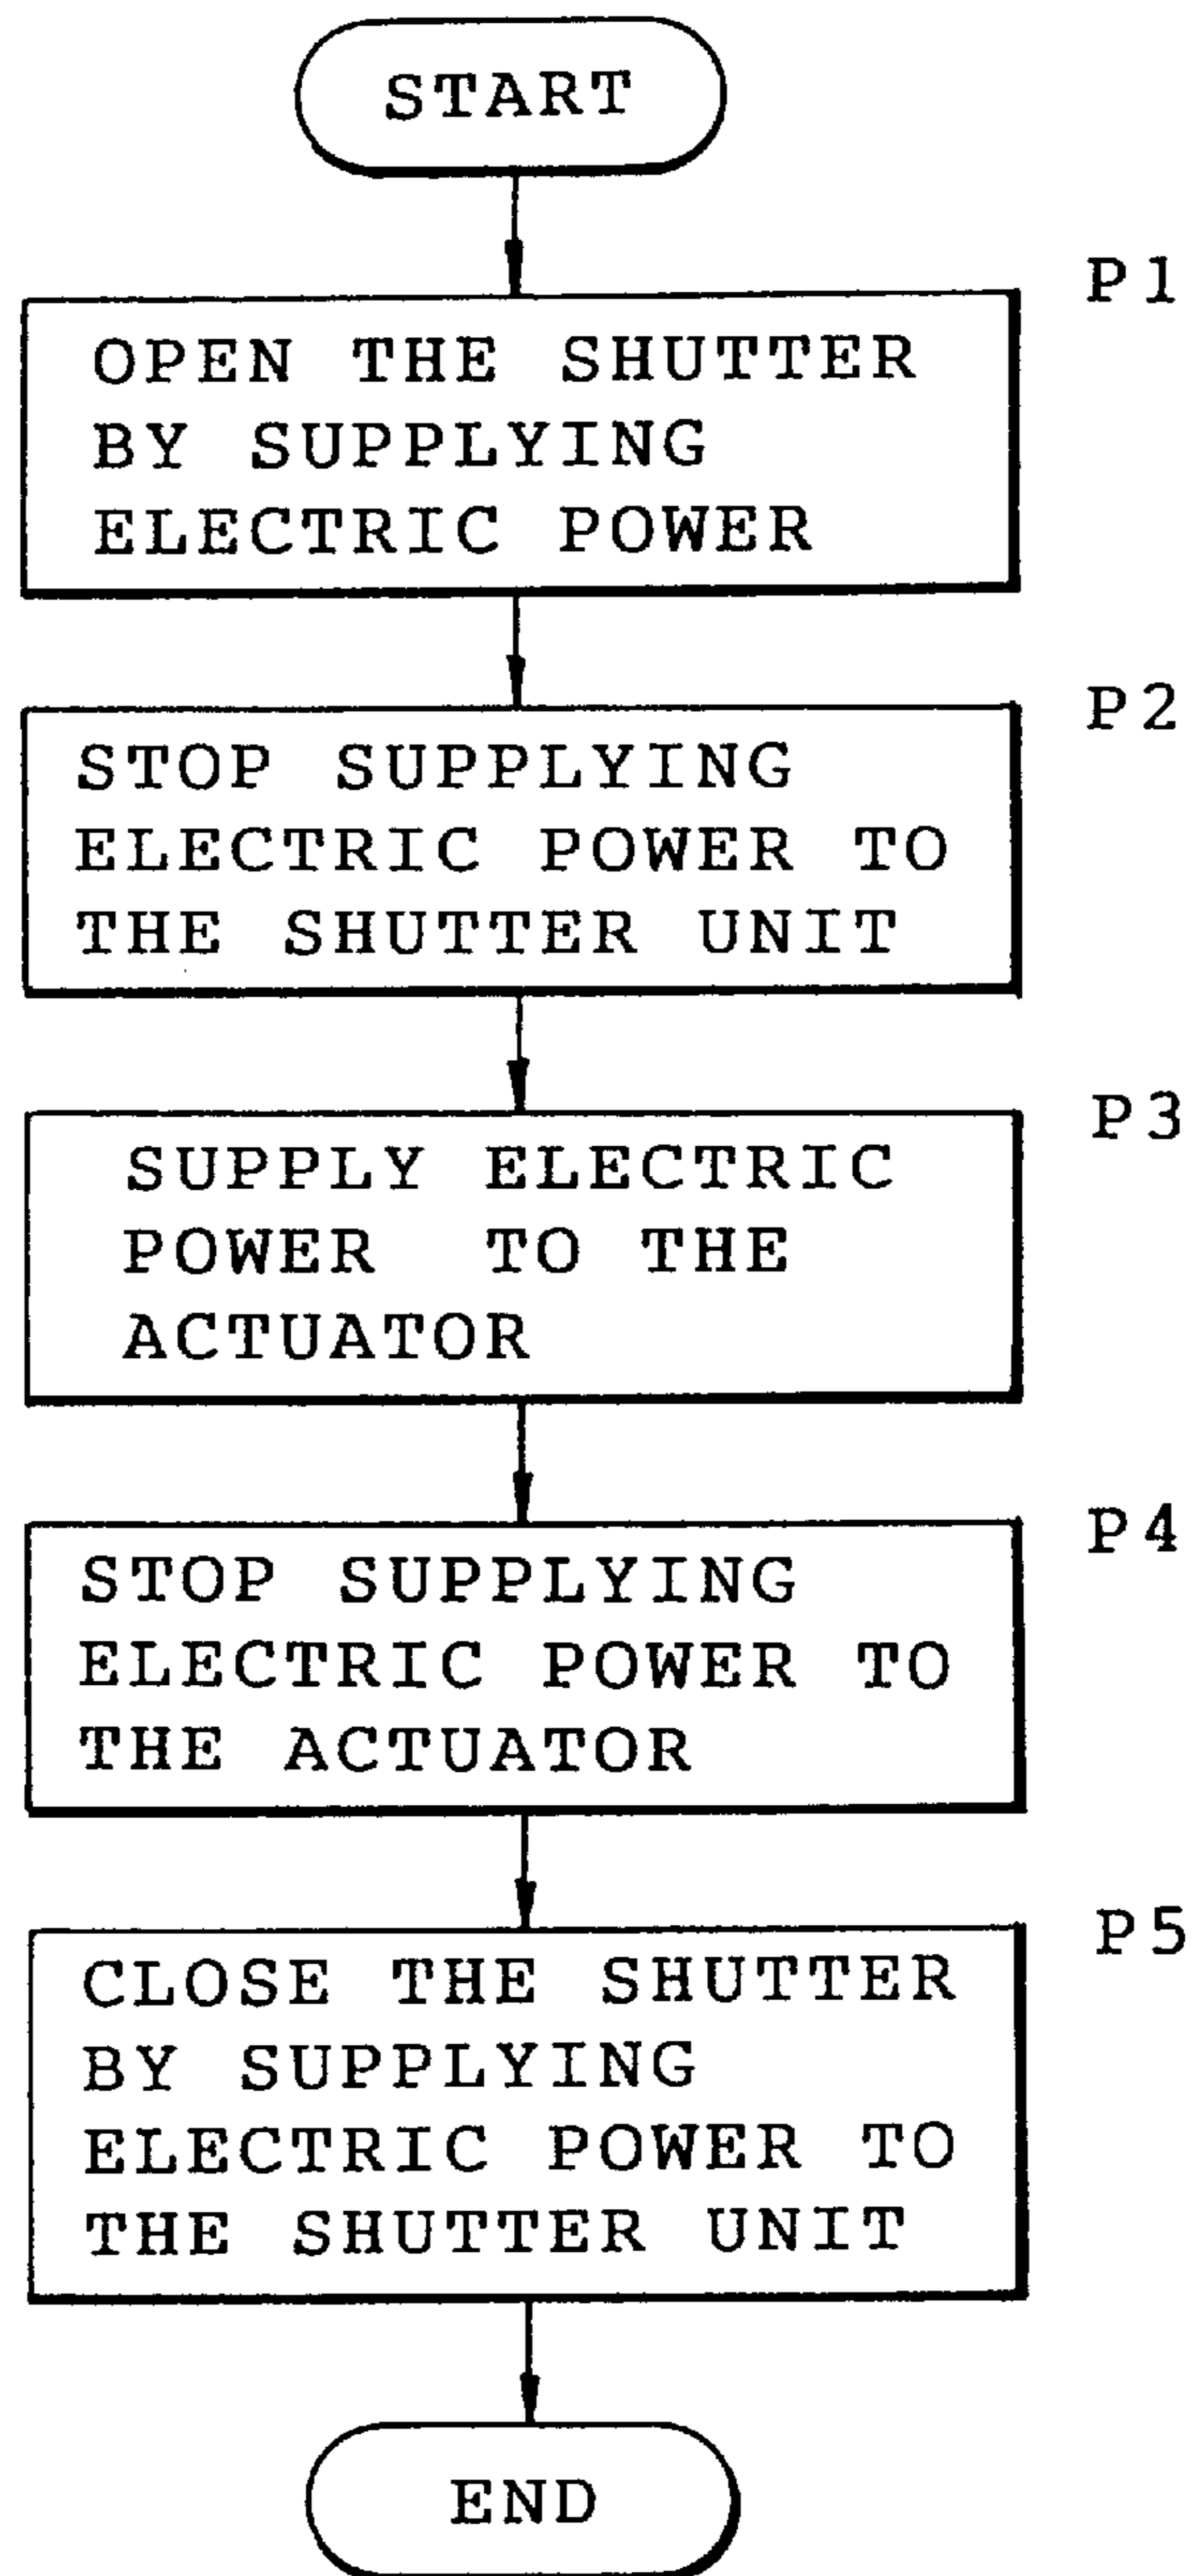 START
P1
OPEN THE SHUTTER
BY SUPPLYING
ELECTRIC POWER
P2
STOP SUPPLYING
ELECTRIC POWER TO
THE SHUTTER UNIT
P3
SUPPLY ELECTRIC
POWER TO THE
ACTUATOR
P4
STOP SUPPLYING
ELECTRIC POWER TO
THE ACTUATOR
P5
CLOSE THE SHUTTER
BY SUPPLYING
ELECTRIC POWER TO
THE SHUTTER UNIT
END